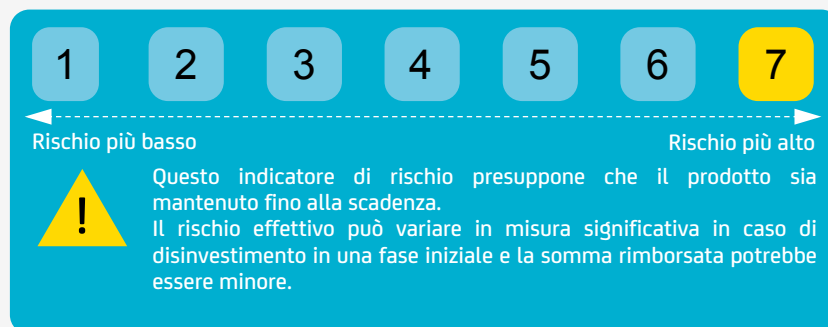 1 2 3 4 5 6 7
Rischio più basso Rischio più alto
!
Questo indicatore di rischio presuppone che il prodotto sia
mantenuto fino alla scadenza.
Il rischio effettivo può variare in misura significativa in caso di
disinvestimento in una fase iniziale e la somma rimborsata potrebbe
essere minore.